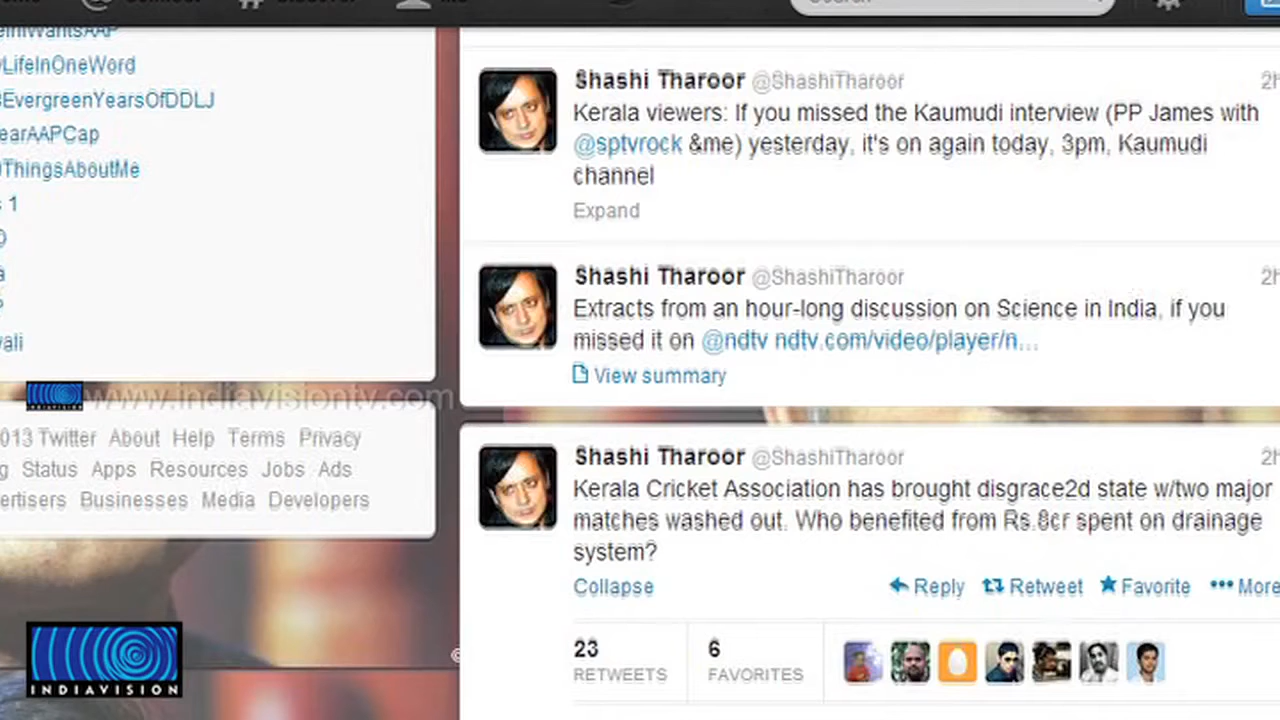 LifeInOneWord
EvergreenYearsOfDDLJ
earAAPCap
ThingsAboutMe
1
www.indiavisiontv.com
INDIAVISION
013 Twitter About Help Terms Privacy
Status Apps Resources Jobs Ads
ertisers Businesses Media Developers
INDIAVISION
Shashi Tharoor @ShashiTharoor 2h
Kerala viewers: If you missed the Kaumudi interview (PP James with
@sptvrock &me) yesterday, it's on again today, 3pm, Kaumudi
channel
Expand
Shashi Tharoor @ShashiTharoor 2h
Extracts from an hour-long discussion on Science in India, if you
missed it on @ndtv ndtv.com/video/player/n...
View summary
Shashi Tharoor @ShashiTharoor 2h
Kerala Cricket Association has brought disgrace2d state w/two major
matches washed out. Who benefited from Rs.8cr spent on drainage
system?
Collapse Reply Retweet Favorite More
23 6
RETWEETS FAVORITES